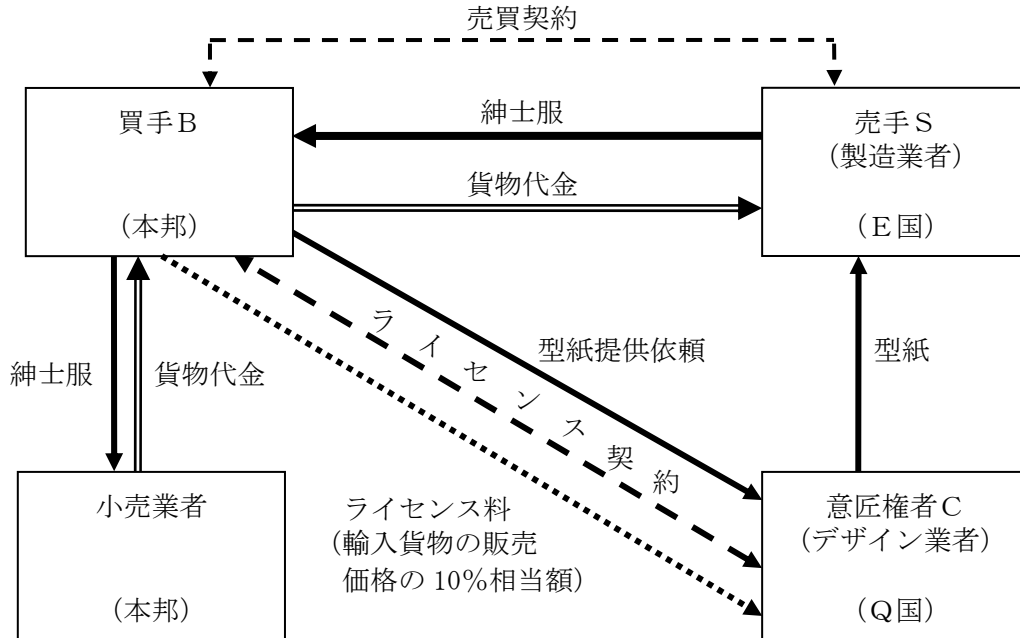 売買契約
買手Ｂ
（本邦）
紳士服
貨物代金
売手Ｓ
（製造業者）
（Ｅ国）
紳士服
貨物代金
ライセンス契約
型紙提供依頼
型紙
小売業者
（本邦）
ライセンス料
（輸入貨物の販売
価格の 10％相当額）
意匠権者Ｃ
（デザイン業者）
（Ｑ国）